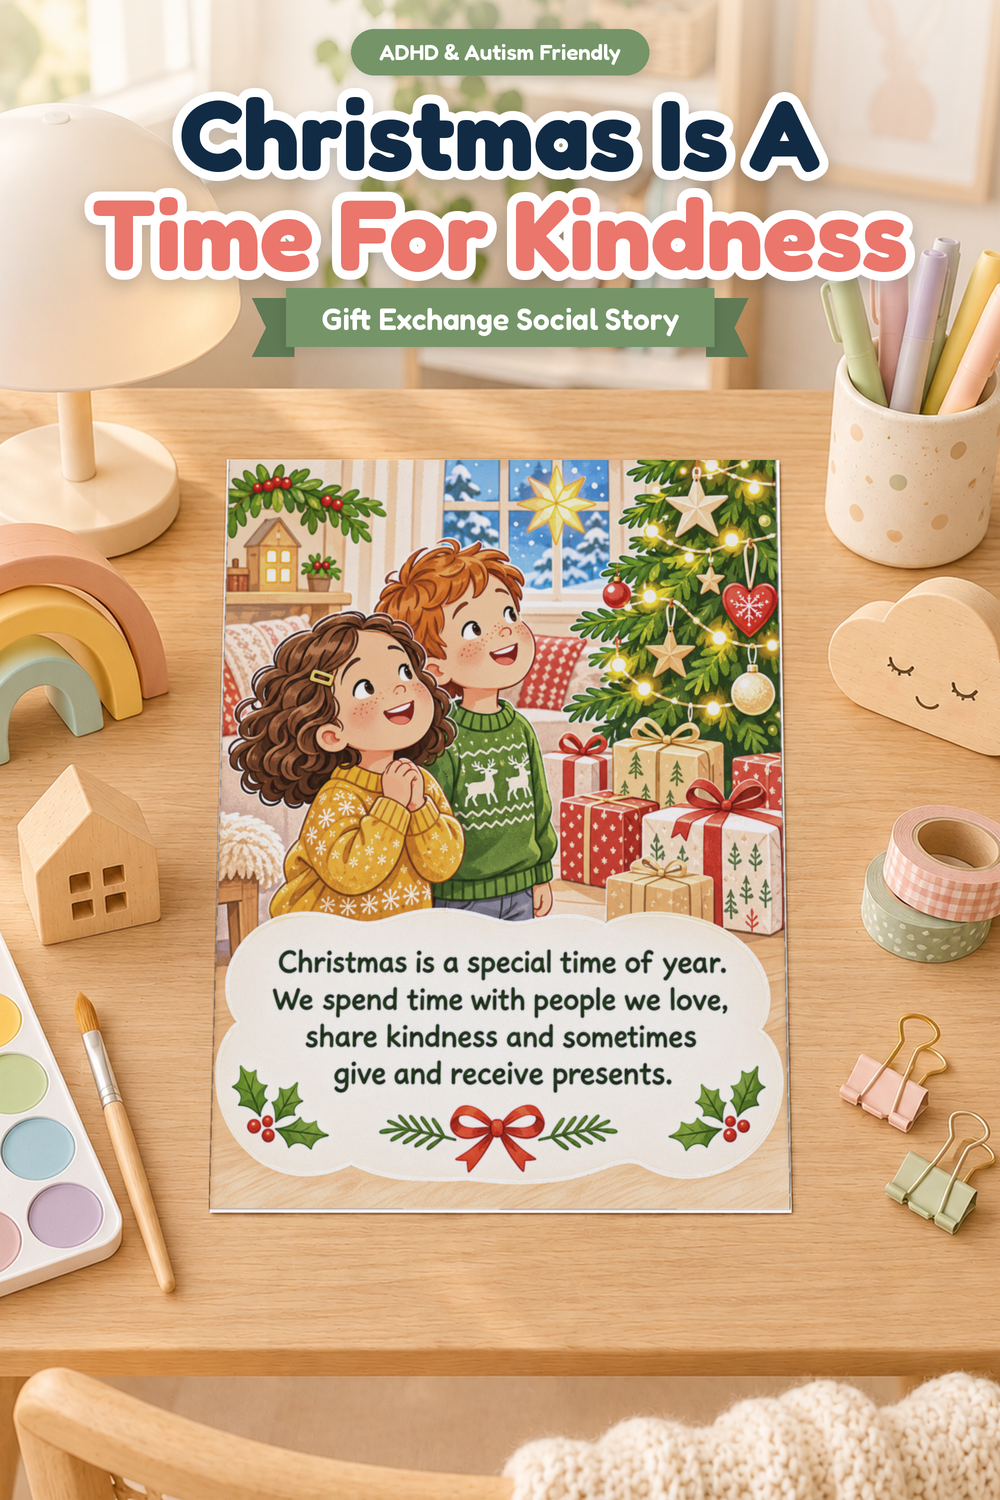 ADHD & Autism Friendly
Christmas Is A
Time For Kindness
Gift Exchange Social Story
Christmas is a special time of year.
We spend time with people we love,
share kindness and sometimes
give and receive presents.